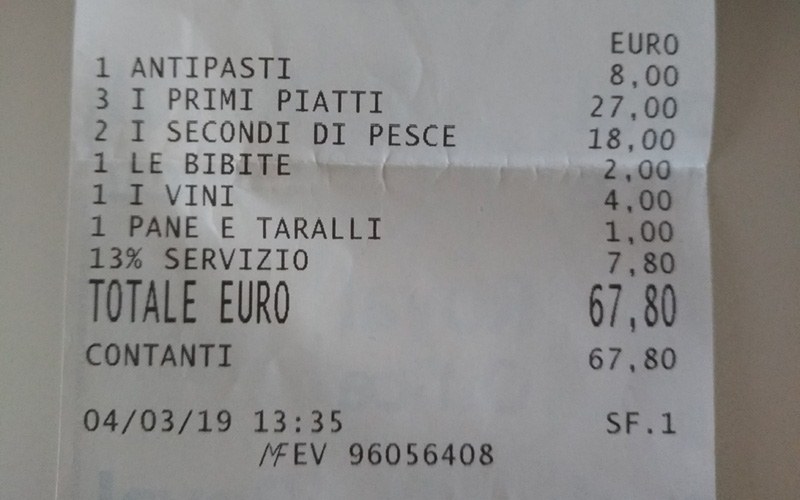 EURO
1 ANTIPASTI 8,00
3 I PRIMI PIATTI 27,00
2 I SECONDI DI PESCE 18,00
1 LE BIBITE 2,00
1 I VINI 4,00
1 PANE E TARALLI 1,00
13% SERVIZIO 7,80
TOTALE EURO 67,80
CONTANTI 67,80
04/03/19 13:35 SF.1
MF EV 96056408